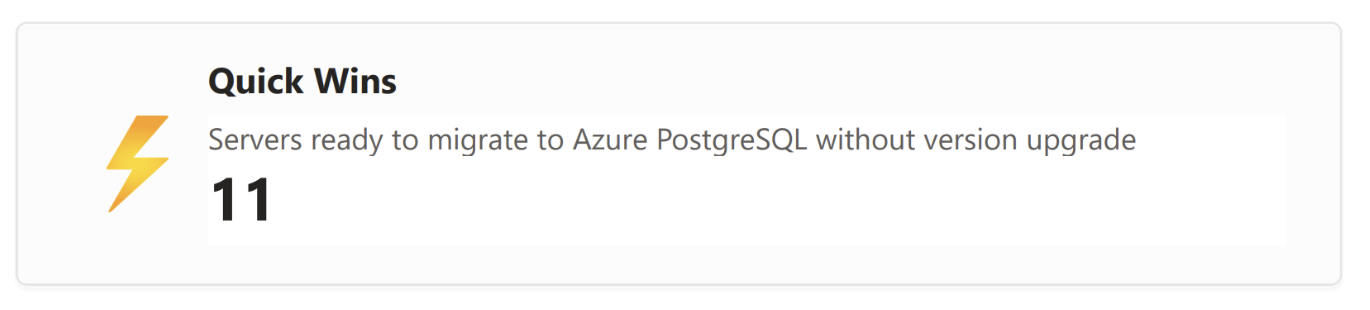 Quick Wins
Servers ready to migrate to Azure PostgreSQL without version upgrade
11